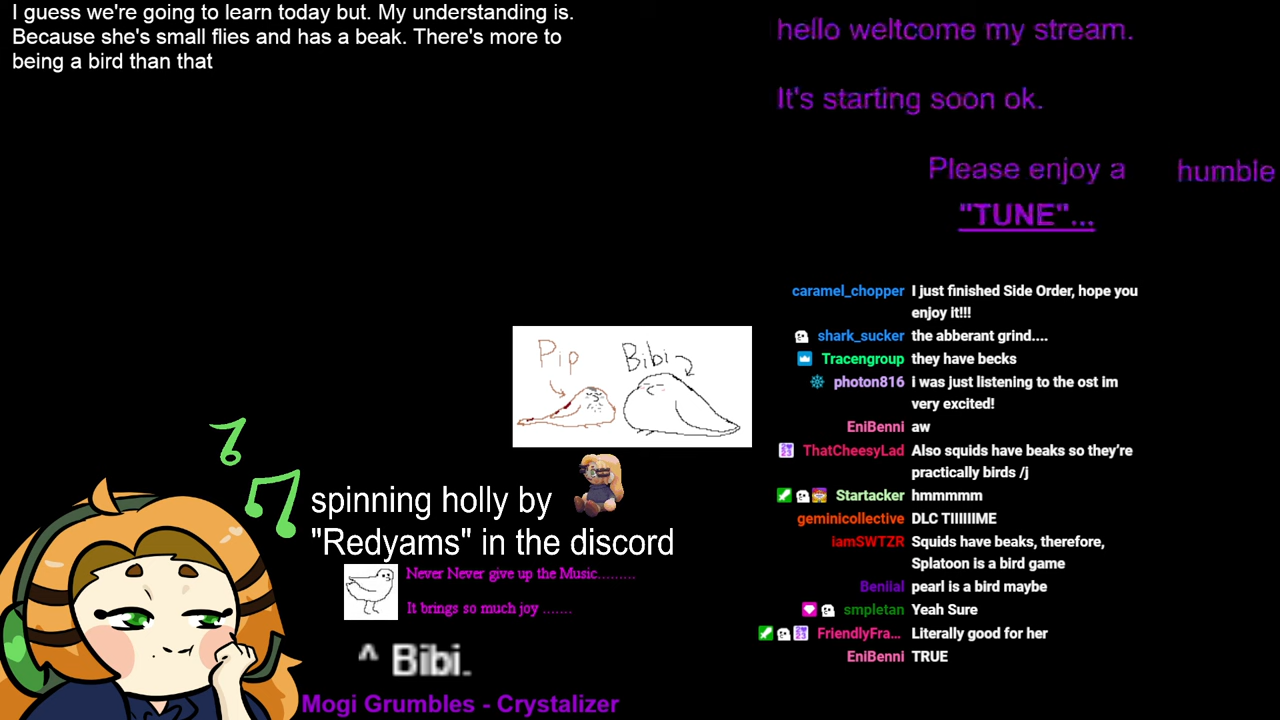 I guess we're going to learn today but. My understanding is.
Because she's small flies and has a beak. There's more to
being a bird than that
hello weltcome my stream.
It's starting soon ok.
Please enjoy a humble
"TUNE"...
caramel_chopper I just finished Side Order, hope you
enjoy it!!!
shark_sucker the abberant grind....
Tracengroup they have becks
photon816 i was just listening to the ost im
very excited!
EniBenni aw
ThatCheesyLad Also squids have beaks so they're
practically birds /j
Startacker hmmmmm
geminicollective DLC TIIIIIIME
iamSWTZR Squids have beaks, therefore,
Splatoon is a bird game
Beniial pearl is a bird maybe
smpletan Yeah Sure
FriendlyFra... Literally good for her
EniBenni TRUE
Pip Bibi
spinning holly by
"Redyams" in the discord
Never Never give up the Music.........
It brings so much joy .......
^ Bibi.
Mogi Grumbles - Crystalizer